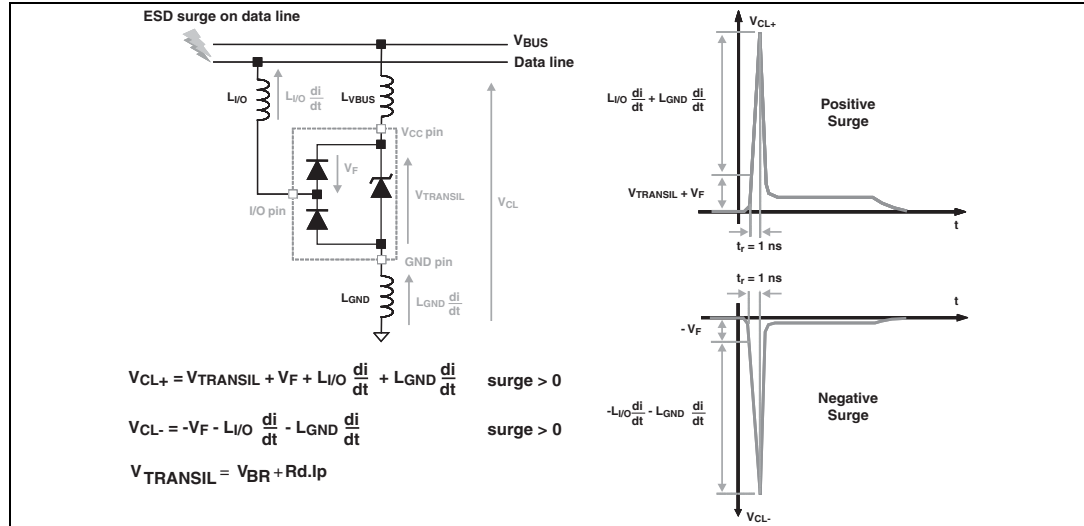 ESD surge on data line
VBUS
Data line
LI/O
LI/O di/dt
LVBUS
VCC pin
VF
VTRANSIL
VCL
I/O pin
GND pin
LGND
LGND di/dt
VCL+ = VTRANSIL + VF + LI/O di/dt + LGND di/dt surge > 0
VCL- = -VF - LI/O di/dt - LGND di/dt surge > 0
VTRANSIL = VBR + Rd.Ip
VCL+
LI/O di/dt + LGND di/dt
Positive
Surge
VTRANSIL + VF
t
tr = 1 ns
tr = 1 ns
t
- VF
-LI/O di/dt - LGND di/dt
Negative
Surge
VCL-